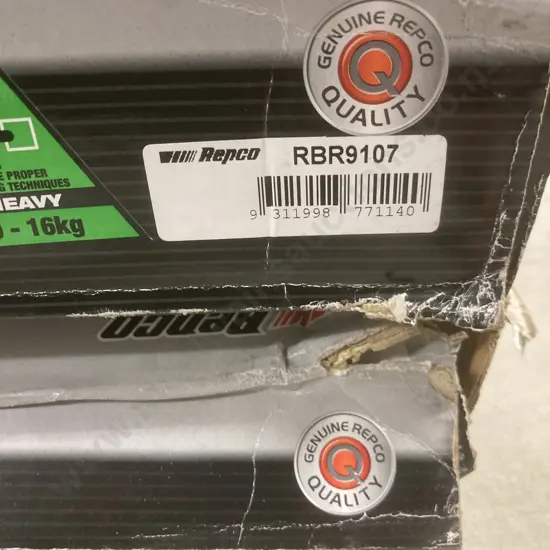 GENUINE REPCO
Q
QUALITY
PROPER
TECHNIQUES
HEAVY
- 16kg
Repco RBR9107
9 311998 771140
Repco
GENUINE REPCO
Q
QUALITY